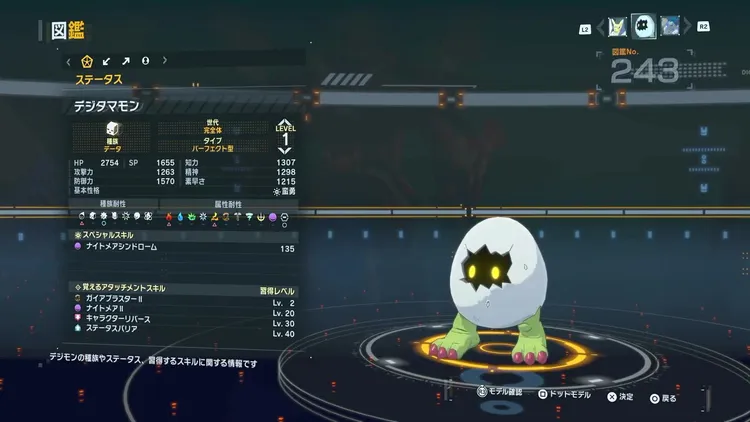 図鑑
L2
R2
図鑑No.
243
ステータス
デジタマモン
種族
データ
世代
完全体
タイプ
パーフェクト型
LEVEL
1
HP 2754 SP 1655 知力 1307
攻撃力 1263 精神 1298
防御力 1570 素早さ 1215
基本性格 蛮勇
種族耐性 属性耐性
スペシャルスキル
ナイトメアシンドローム 135
覚えるアタッチメントスキル 習得レベル
ガイアブラスターⅡ Lv. 2
ナイトメアⅡ Lv. 20
キャラクターリバース Lv. 30
ステータスバリア Lv. 40
デジモンの種族やステータス、習得するスキルに関する情報です
R3 モデル確認 ドットモデル 決定 戻る